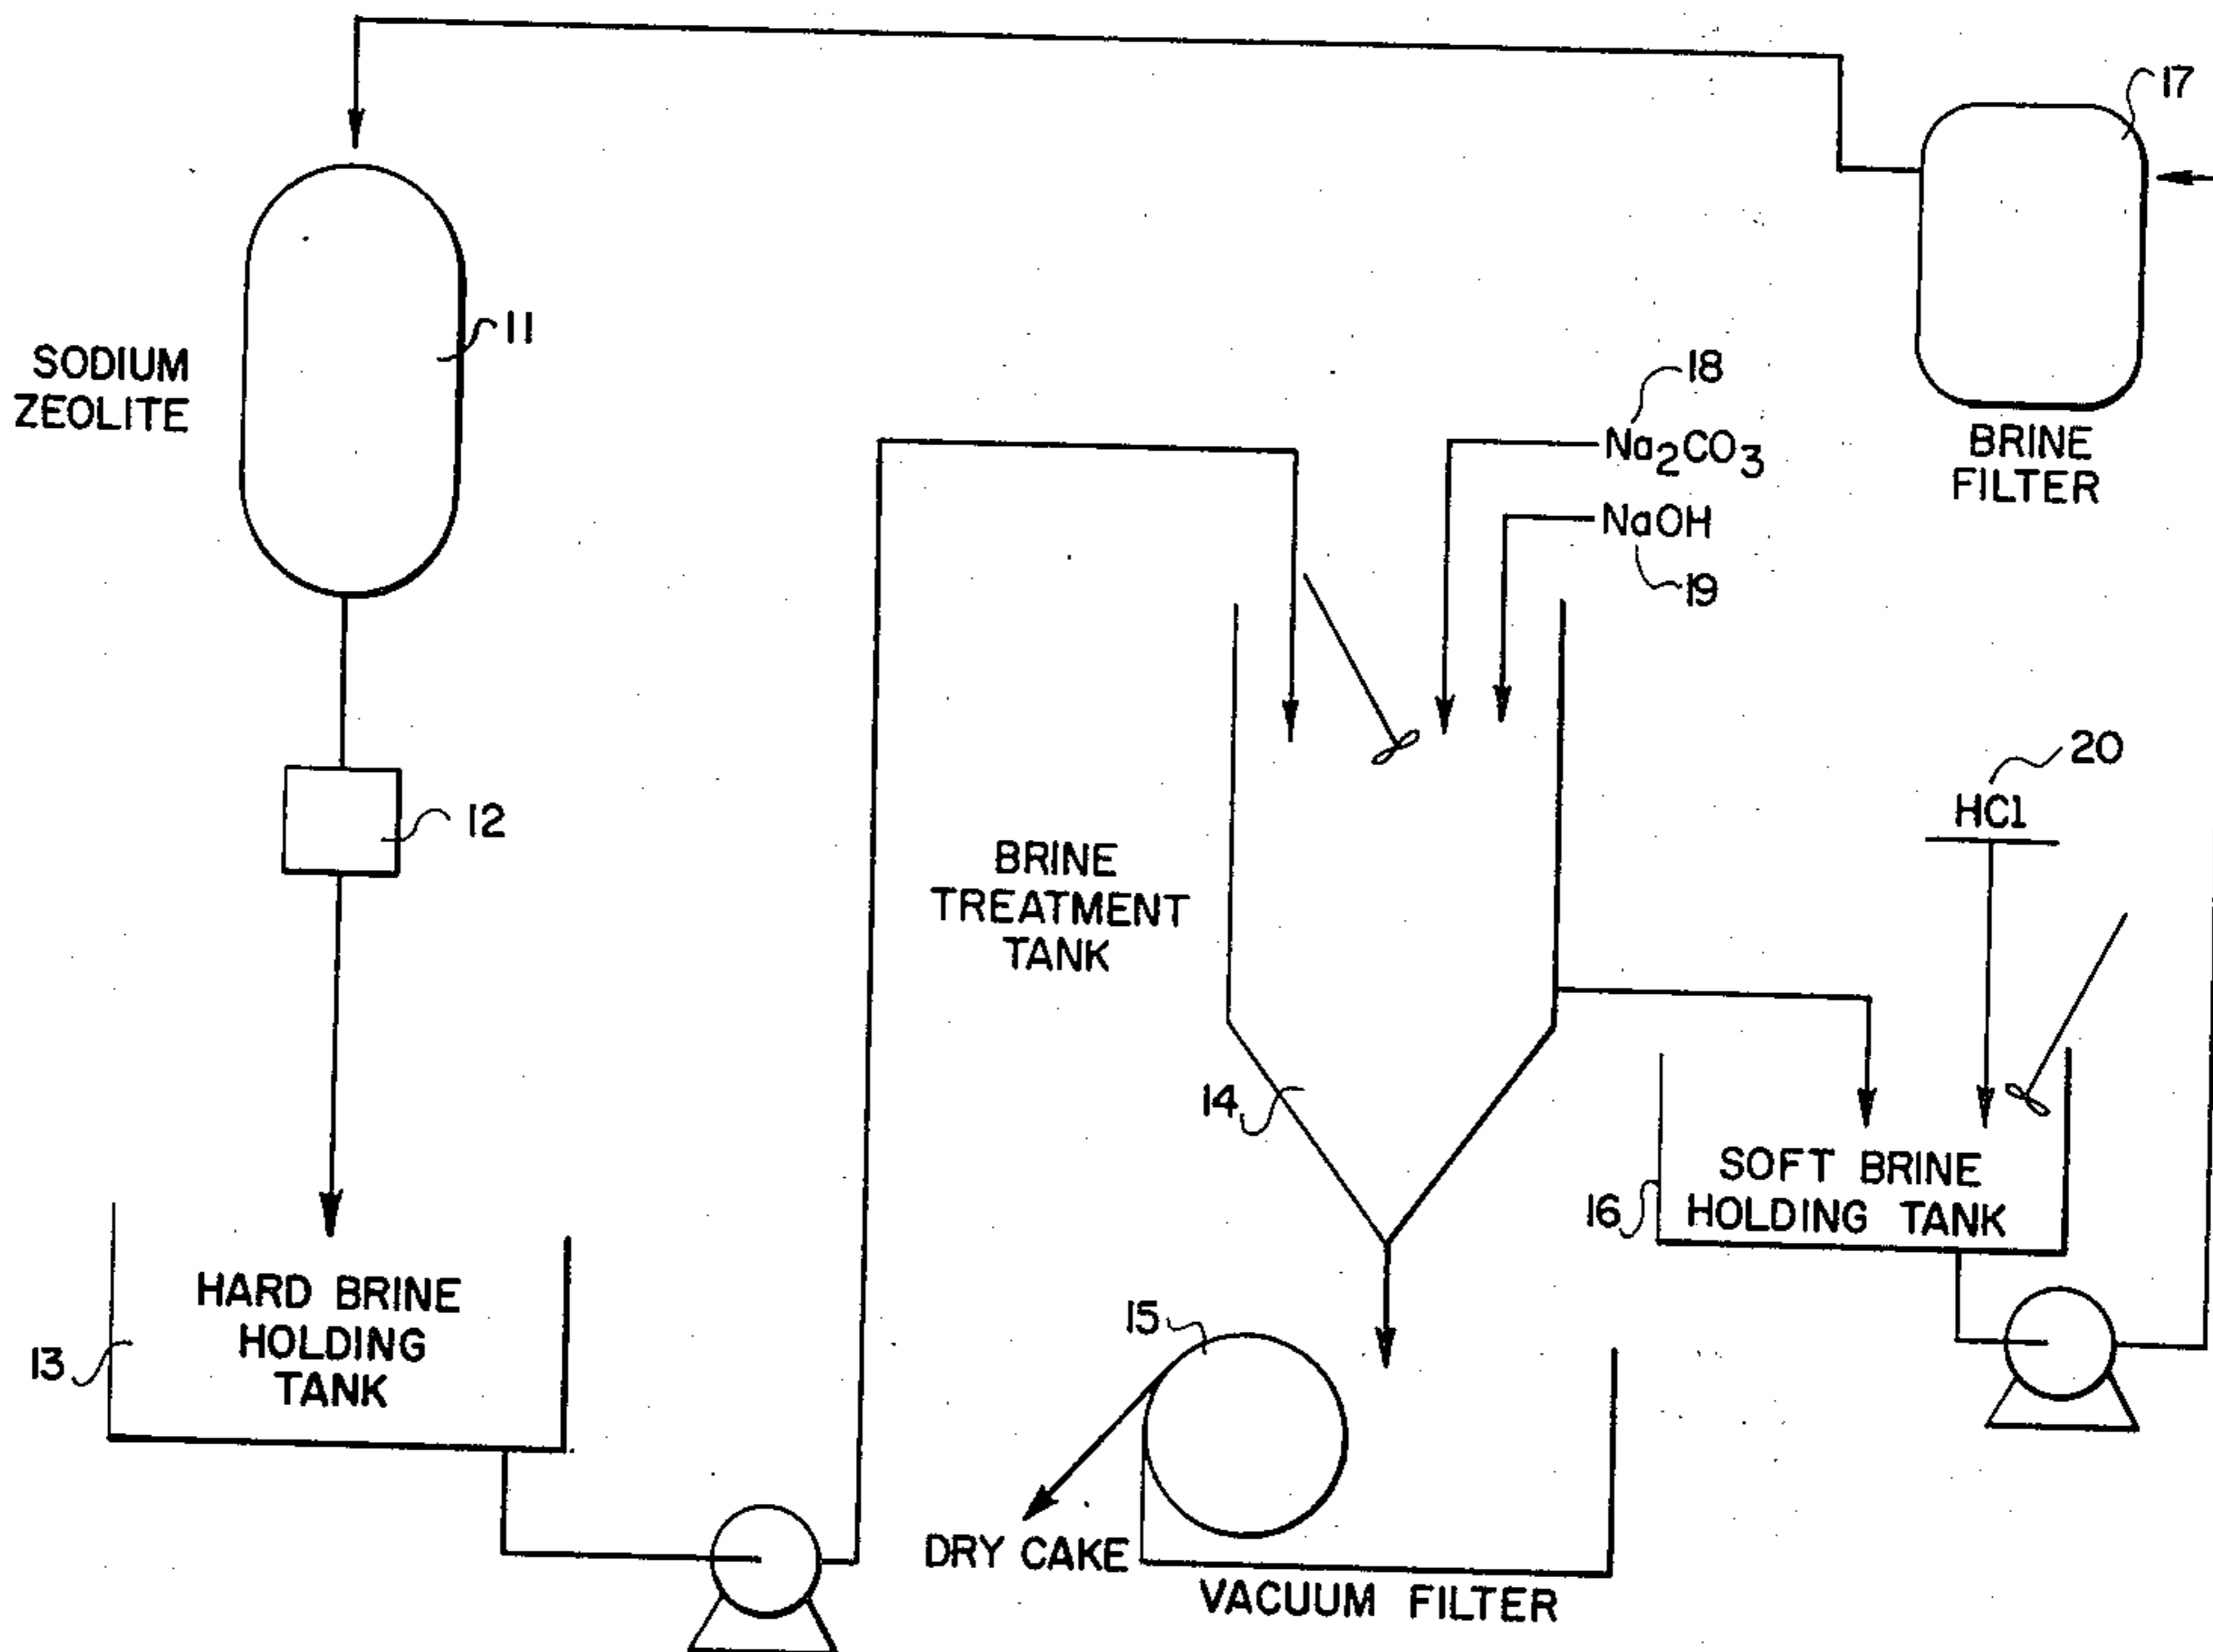 17
11
SODIUM
ZEOLITE
18
Na2CO3
BRINE
FILTER
NaOH
19
20
HCl
12
BRINE
TREATMENT
TANK
14
SOFT BRINE
HOLDING TANK
16
HARD BRINE
HOLDING
TANK
13
15
DRY CAKE
VACUUM FILTER